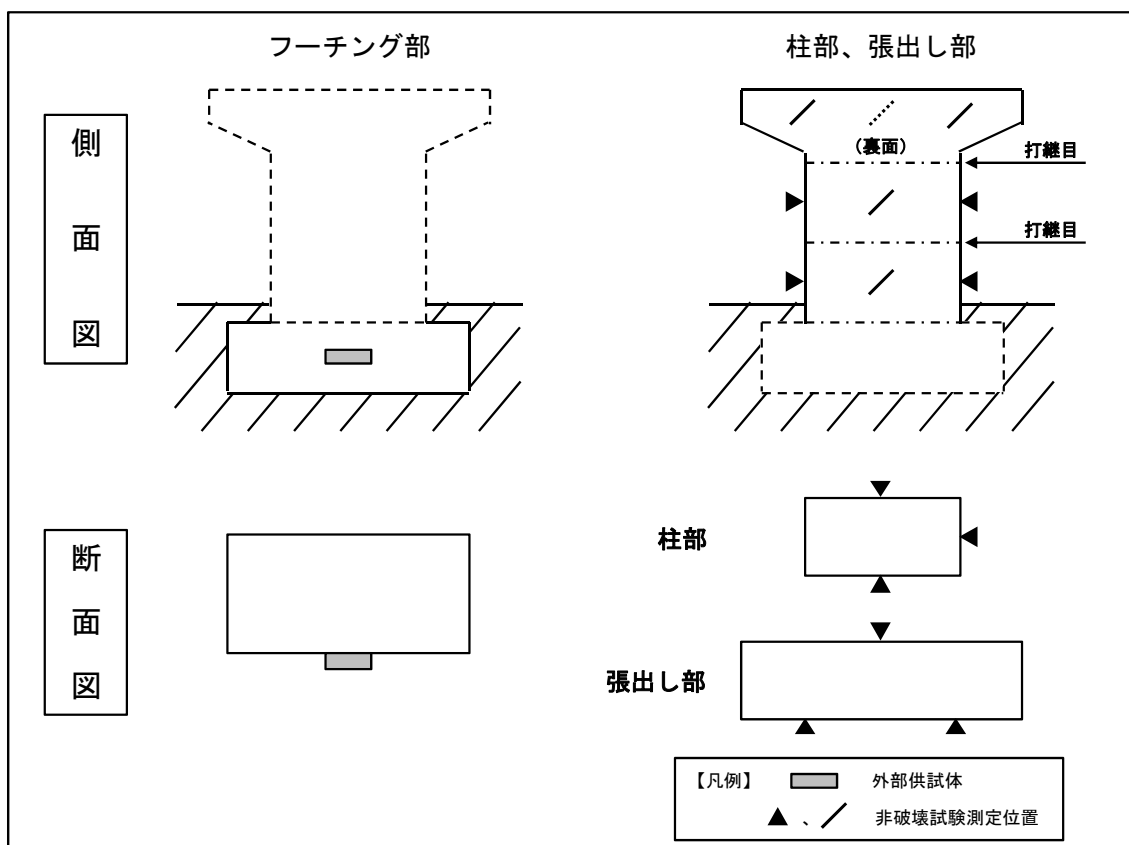 フーチング部
柱部、張出し部
側面図
(裏面)
打継目
打継目
断面図
柱部
張出し部
【凡例】 外部供試体
、 非破壊試験測定位置